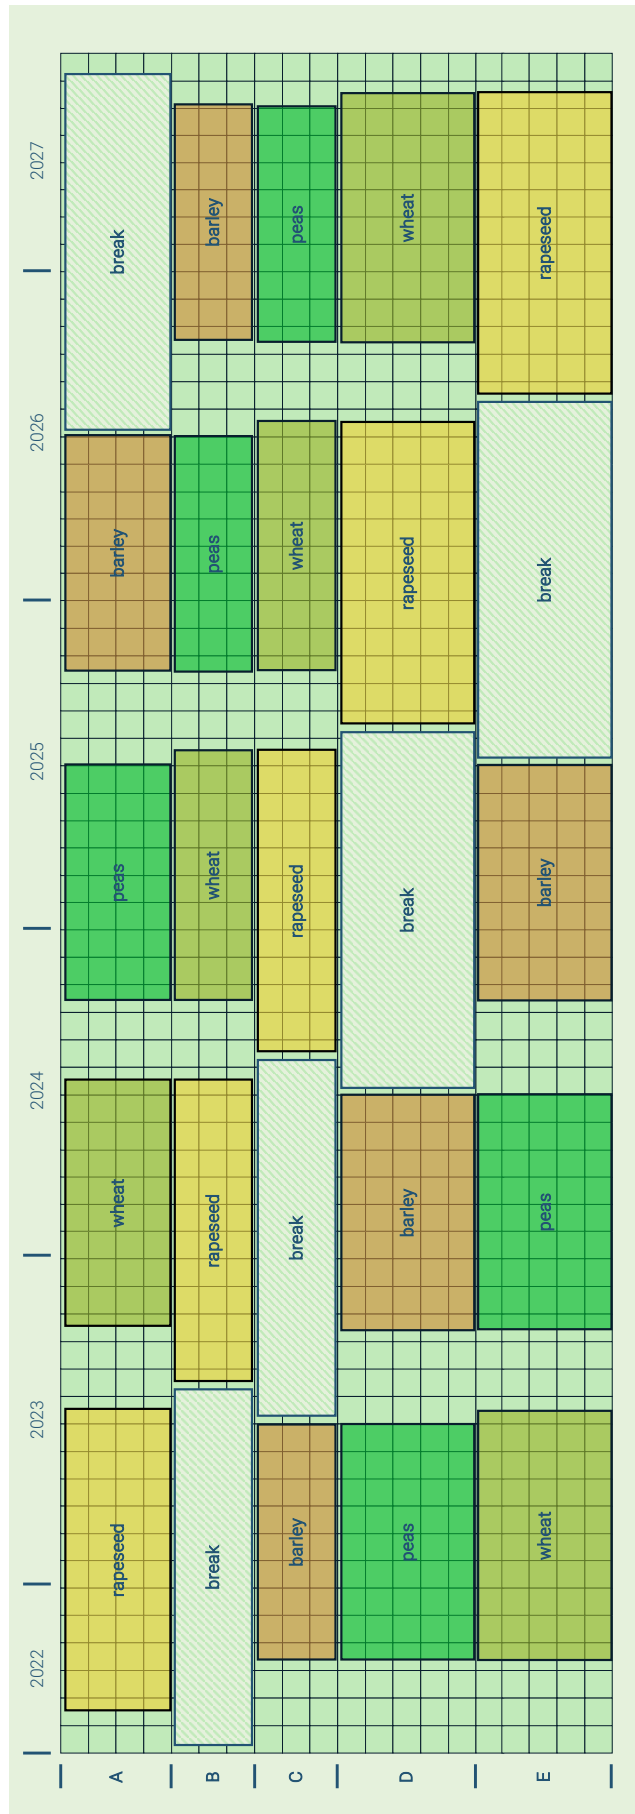 2022 2023 2024 2025 2026 2027
A rapeseed wheat peas barley break
B break rapeseed wheat peas barley
C barley break rapeseed wheat peas
D peas barley break rapeseed wheat
E wheat peas barley break rapeseed